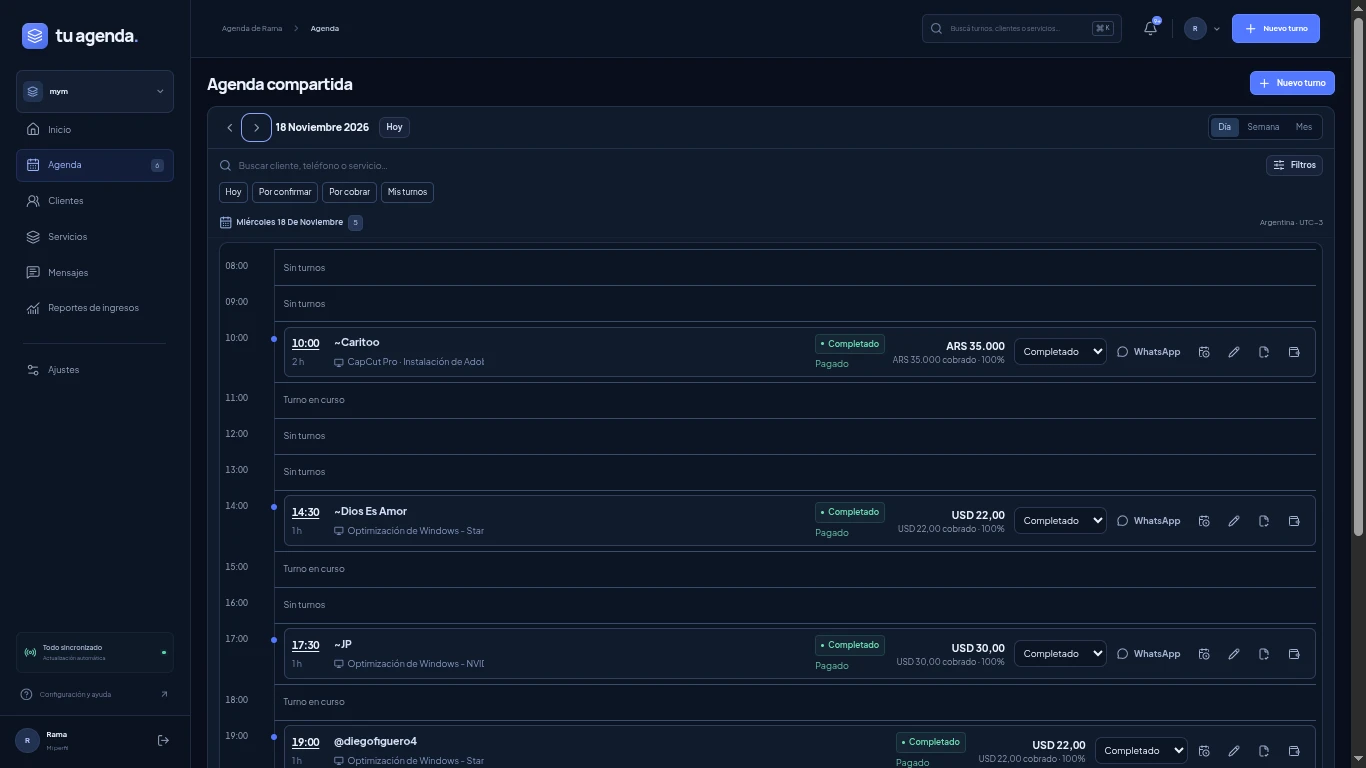 tu agenda.
Agenda de Rama > Agenda
Buscá turnos, clientes o servicios...
⌘ K
9+
R
+ Nuevo turno
mym
Inicio
Agenda 6
Clientes
Servicios
Mensajes
Reportes de ingresos
Ajustes
Todo sincronizado
Actualización automática
Configuración y ayuda
R
Rama
Mi perfil
Agenda compartida
+ Nuevo turno
18 Noviembre 2026
Hoy
Día Semana Mes
Buscar cliente, teléfono o servicio...
Filtros
Hoy Por confirmar Por cobrar Mis turnos
Miércoles 18 De Noviembre 5
Argentina · UTC-3
08:00 Sin turnos
09:00 Sin turnos
10:00
10:00 ~Caritoo
2 h CapCut Pro · Instalación de Adob
• Completado
Pagado
ARS 35.000
ARS 35.000 cobrado · 100%
Completado
WhatsApp
11:00 Turno en curso
12:00 Sin turnos
13:00 Sin turnos
14:00
14:30 ~Dios Es Amor
1 h Optimización de Windows - Star
• Completado
Pagado
USD 22,00
USD 22,00 cobrado · 100%
Completado
WhatsApp
15:00 Turno en curso
16:00 Sin turnos
17:00
17:30 ~JP
1 h Optimización de Windows - NVID
• Completado
Pagado
USD 30,00
USD 30,00 cobrado · 100%
Completado
WhatsApp
18:00 Turno en curso
19:00
19:00 @diegofiguero4
1 h Optimización de Windows - Star
• Completado
Pagado
USD 22,00
USD 22,00 cobrado · 100%
Completado